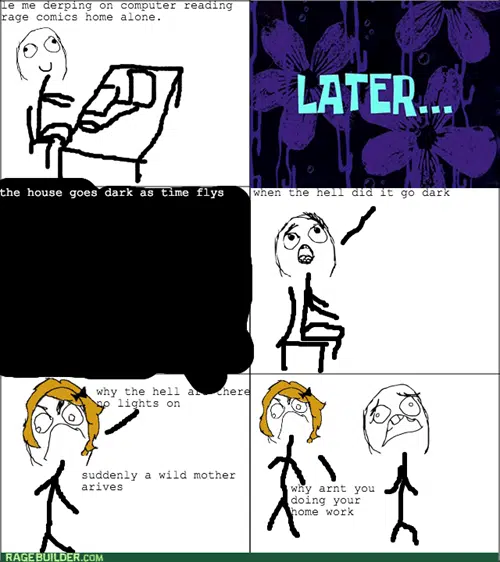 le me derping on computer reading
rage comics home alone.
LATER...
the house goes dark as time flys
when the hell did it go dark
why the hell are there
no lights on
suddenly a wild mother
arives
why arnt you
doing your
home work
RAGEBUILDER.COM